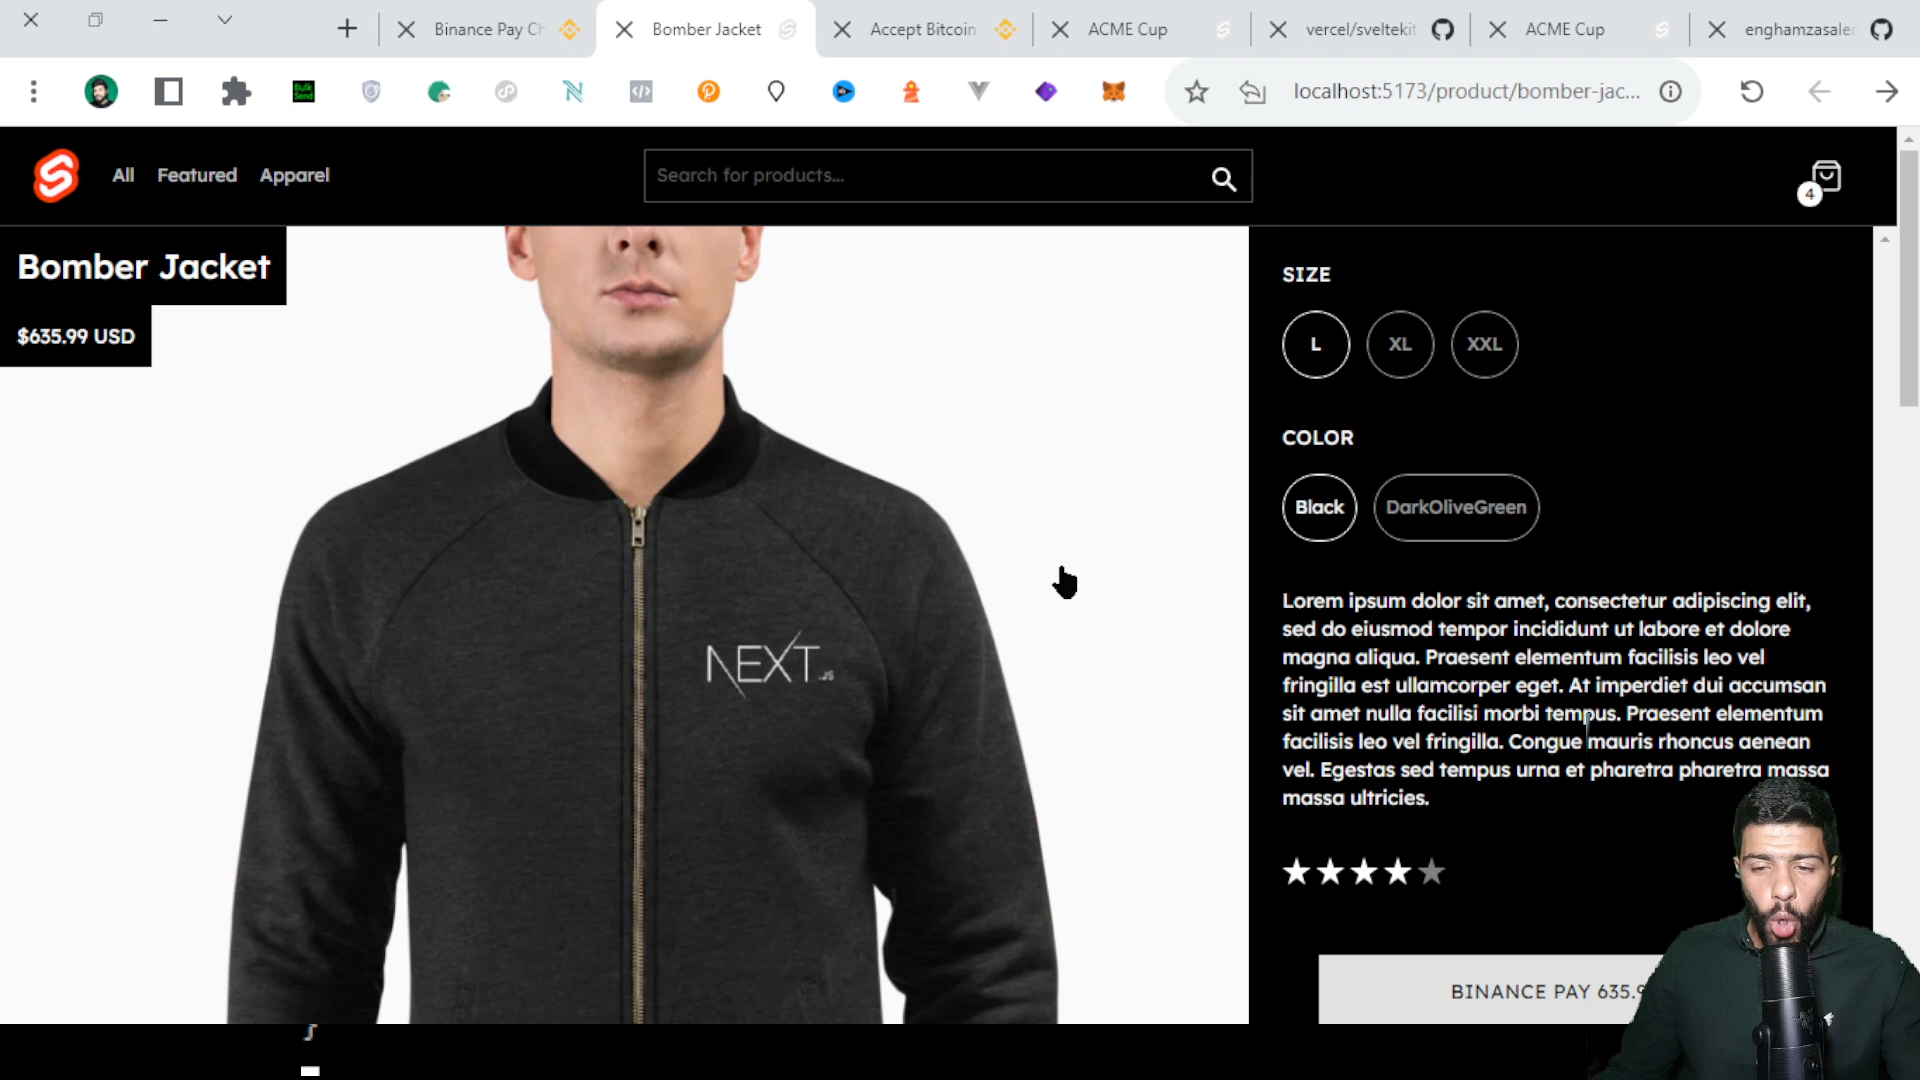 Binance Pay Ch
Bomber Jacket
Accept Bitcoin
ACME Cup
vercel/sveltekit
ACME Cup
enghamzasaler
Bulk
Send
localhost:5173/product/bomber-jac...
All
Featured
Apparel
Search for products...
4
Bomber Jacket
$635.99 USD
NEXT.JS
SIZE
L
XL
XXL
COLOR
Black
DarkOliveGreen
Lorem ipsum dolor sit amet, consectetur adipiscing elit,
sed do eiusmod tempor incididunt ut labore et dolore
magna aliqua. Praesent elementum facilisis leo vel
fringilla est ullamcorper eget. At imperdiet dui accumsan
sit amet nulla facilisi morbi tempus. Praesent elementum
facilisis leo vel fringilla. Congue mauris rhoncus aenean
vel. Egestas sed tempus urna et pharetra pharetra massa
massa ultricies.
BINANCE PAY 635.9